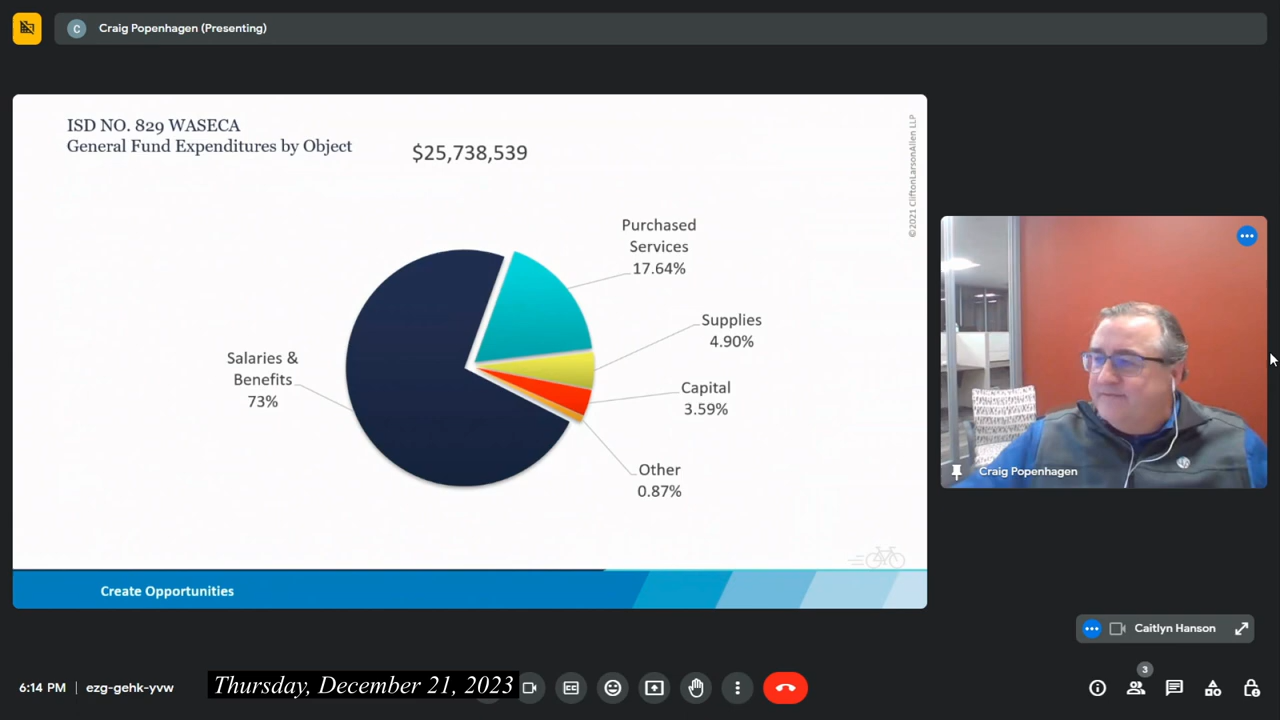 C
Craig Popenhagen (Presenting)
ISD NO. 829 WASECA
General Fund Expenditures by Object
$25,738,539
©2021 CliftonLarsonAllen LLP
Purchased
Services
17.64%
Supplies
4.90%
Salaries &
Benefits
73%
Capital
3.59%
Other
0.87%
Create Opportunities
Craig Popenhagen
Caitlyn Hanson
6:14 PM
ezg-gehk-yvw
Thursday, December 21, 2023
CC
3